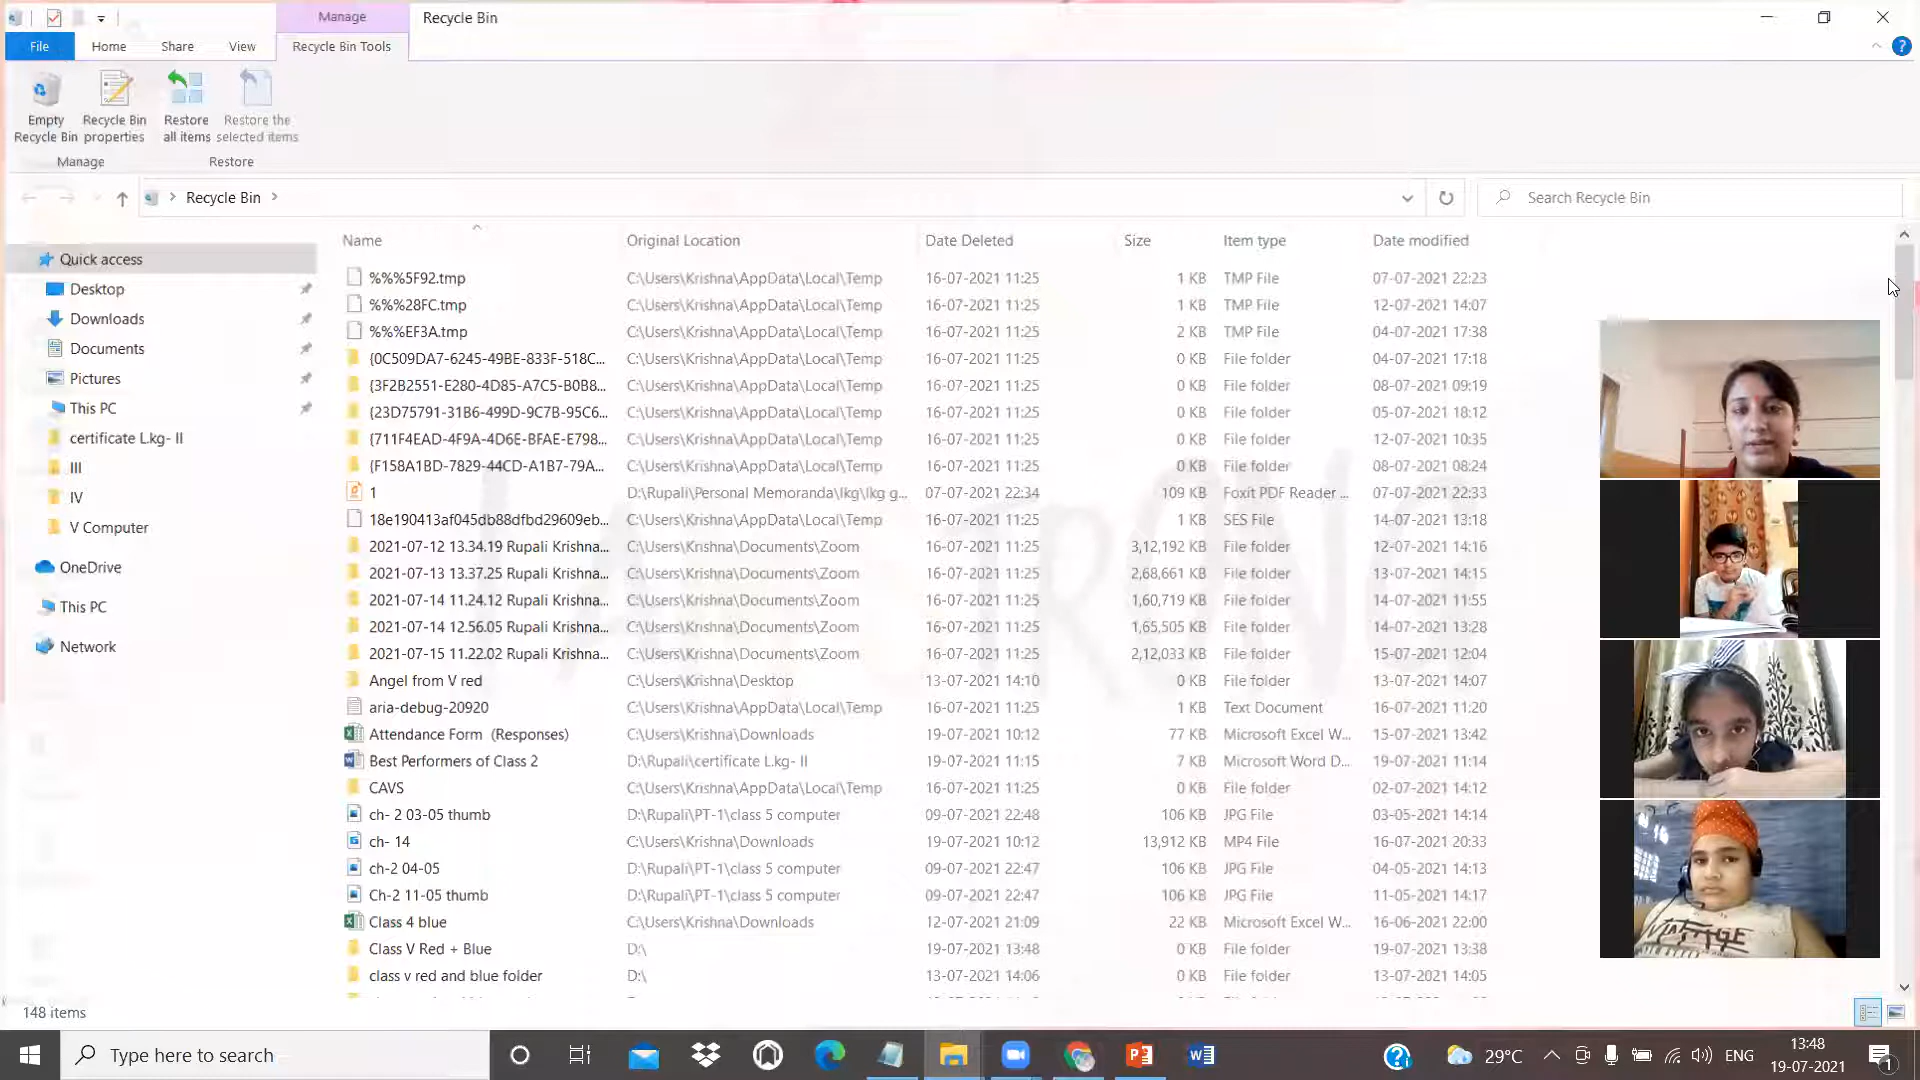 Manage
Recycle Bin
File Home Share View Recycle Bin Tools
Empty Recycle Bin
Recycle Bin properties
Restore all items
Restore the selected items
Manage Restore
Recycle Bin
Search Recycle Bin
Name Original Location Date Deleted Size Item type Date modified
Quick access
Desktop
Downloads
Documents
Pictures
This PC
certificate L.kg- II
III
IV
V Computer
OneDrive
This PC
Network
%%%5F92.tmp C:\Users\Krishna\AppData\Local\Temp 16-07-2021 11:25 1 KB TMP File 07-07-2021 22:23
%%%28FC.tmp C:\Users\Krishna\AppData\Local\Temp 16-07-2021 11:25 1 KB TMP File 12-07-2021 14:07
%%%EF3A.tmp C:\Users\Krishna\AppData\Local\Temp 16-07-2021 11:25 2 KB TMP File 04-07-2021 17:38
{0C509DA7-6245-49BE-833F-518C... C:\Users\Krishna\AppData\Local\Temp 16-07-2021 11:25 0 KB File folder 04-07-2021 17:18
{3F2B2551-E280-4D85-A7C5-B0B8... C:\Users\Krishna\AppData\Local\Temp 16-07-2021 11:25 0 KB File folder 08-07-2021 09:19
{23D75791-31B6-499D-9C7B-95C6... C:\Users\Krishna\AppData\Local\Temp 16-07-2021 11:25 0 KB File folder 05-07-2021 18:12
{711F4EAD-4F9A-4D6E-BFAE-E798... C:\Users\Krishna\AppData\Local\Temp 16-07-2021 11:25 0 KB File folder 12-07-2021 10:35
{F158A1BD-7829-44CD-A1B7-79A... C:\Users\Krishna\AppData\Local\Temp 16-07-2021 11:25 0 KB File folder 08-07-2021 08:24
1 D:\Rupali\Personal Memoranda\lkg\lkg g... 07-07-2021 22:34 109 KB Foxit PDF Reader ... 07-07-2021 22:33
18e190413af045db88dfbd29609eb... C:\Users\Krishna\AppData\Local\Temp 16-07-2021 11:25 1 KB SES File 14-07-2021 13:18
2021-07-12 13.34.19 Rupali Krishna... C:\Users\Krishna\Documents\Zoom 16-07-2021 11:25 3,12,192 KB File folder 12-07-2021 14:16
2021-07-13 13.37.25 Rupali Krishna... C:\Users\Krishna\Documents\Zoom 16-07-2021 11:25 2,68,661 KB File folder 13-07-2021 14:15
2021-07-14 11.24.12 Rupali Krishna... C:\Users\Krishna\Documents\Zoom 16-07-2021 11:25 1,60,719 KB File folder 14-07-2021 11:55
2021-07-14 12.56.05 Rupali Krishna... C:\Users\Krishna\Documents\Zoom 16-07-2021 11:25 1,65,505 KB File folder 14-07-2021 13:28
2021-07-15 11.22.02 Rupali Krishna... C:\Users\Krishna\Documents\Zoom 16-07-2021 11:25 2,12,033 KB File folder 15-07-2021 12:04
Angel from V red C:\Users\Krishna\Desktop 13-07-2021 14:10 0 KB File folder 13-07-2021 14:07
aria-debug-20920 C:\Users\Krishna\AppData\Local\Temp 16-07-2021 11:25 1 KB Text Document 16-07-2021 11:20
Attendance Form (Responses) C:\Users\Krishna\Downloads 19-07-2021 10:12 77 KB Microsoft Excel W... 15-07-2021 13:42
Best Performers of Class 2 D:\Rupali\certificate L.kg- II 19-07-2021 11:15 7 KB Microsoft Word D... 19-07-2021 11:14
CAVS C:\Users\Krishna\AppData\Local\Temp 16-07-2021 11:25 0 KB File folder 02-07-2021 14:12
ch- 2 03-05 thumb D:\Rupali\PT-1\class 5 computer 09-07-2021 22:48 106 KB JPG File 03-05-2021 14:14
ch- 14 C:\Users\Krishna\Downloads 19-07-2021 10:12 13,912 KB MP4 File 16-07-2021 20:33
ch-2 04-05 D:\Rupali\PT-1\class 5 computer 09-07-2021 22:47 106 KB JPG File 04-05-2021 14:13
Ch-2 11-05 thumb D:\Rupali\PT-1\class 5 computer 09-07-2021 22:47 106 KB JPG File 11-05-2021 14:17
Class 4 blue C:\Users\Krishna\Downloads 12-07-2021 21:09 22 KB Microsoft Excel W... 16-06-2021 22:00
Class V Red + Blue D:\ 19-07-2021 13:48 0 KB File folder 19-07-2021 13:38
class v red and blue folder D:\ 13-07-2021 14:06 0 KB File folder 13-07-2021 14:05
148 items
Type here to search
29°C ENG 13:48
19-07-2021
1